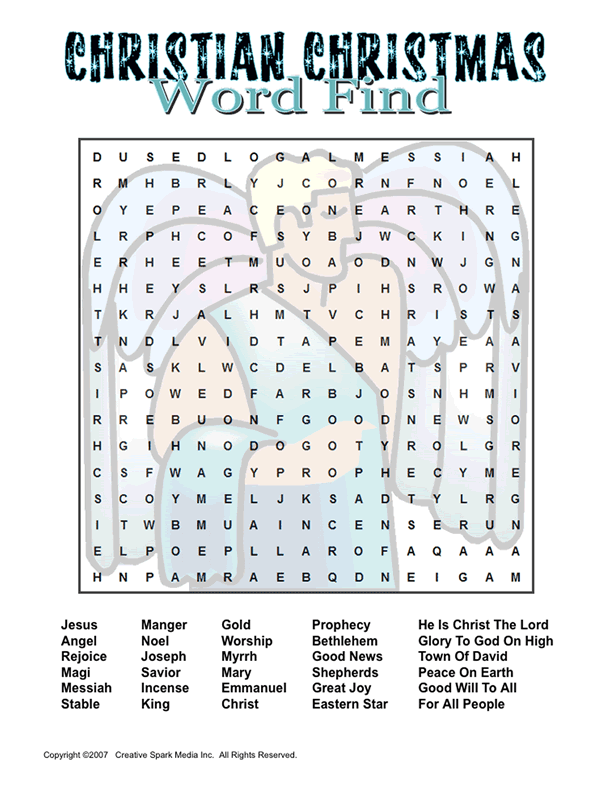 CHRISTIAN CHRISTMAS
Word Find
D U S E D L O G A L M E S S I A H
R M H B R L Y J C O R N F N O E L
O Y E P E A C E O N E A R T H R E
L R P H C O F S Y B J W C K I N G
E R H E E T M U O A O D N W J G N
H H E Y S L R S J P I H S R O W A
T K R J A L H M T V C H R I S T S
T N D L V I D T A P E M A Y E A A
S A S K L W C D E L B A T S P R V
I P O W E D F A R B J O S N H M I
R R E B U O N F G O O D N E W S O
H G I H N O D O G O T Y R O L G R
C S F W A G Y P R O P H E C Y M E
S C O Y M E L J K S A D T Y L R G
I T W B M U A I N C E N S E R U N
E L P O E P L L A R O F A Q A A A
H N P A M R A E B Q D N E I G A M
Jesus Manger Gold Prophecy He Is Christ The Lord
Angel Noel Worship Bethlehem Glory To God On High
Rejoice Joseph Myrrh Good News Town Of David
Magi Savior Mary Shepherds Peace On Earth
Messiah Incense Emmanuel Great Joy Good Will To All
Stable King Christ Eastern Star For All People
Copyright ©2007 Creative Spark Media Inc. All Rights Reserved.